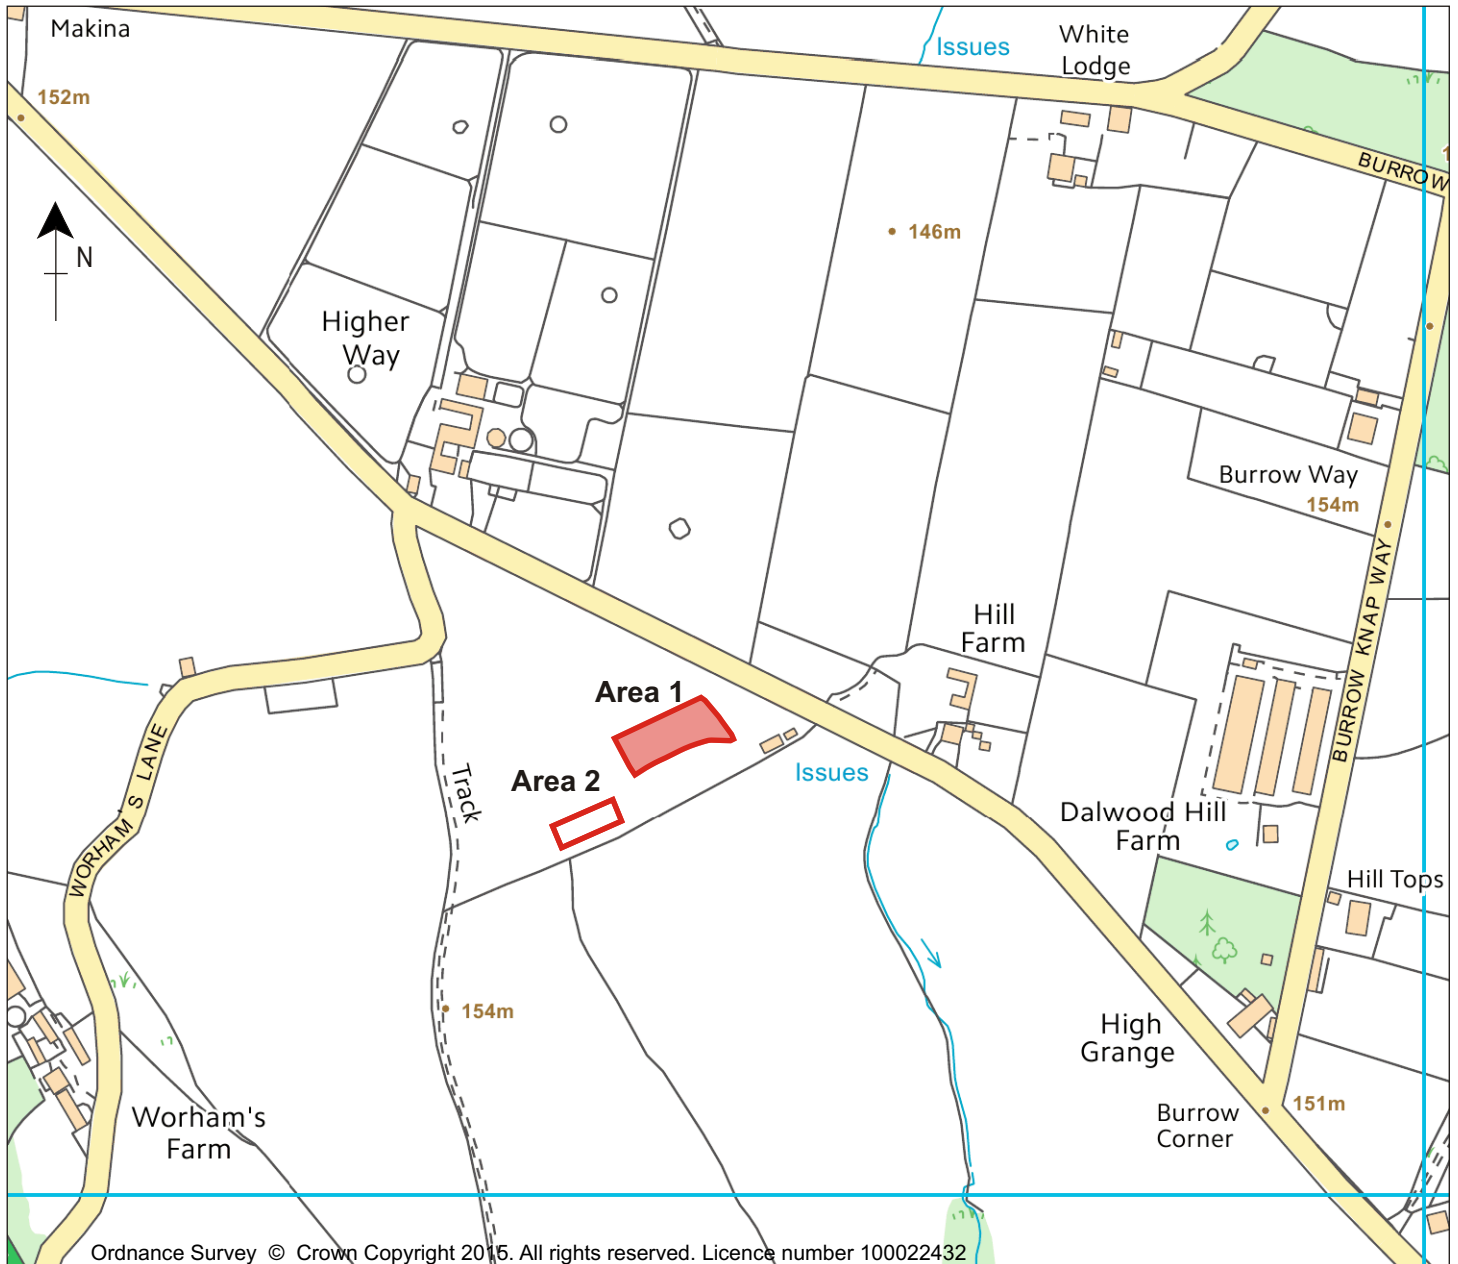 Makina
Issues
White
Lodge
152m
BURROW
N
146m
Higher
Way
Burrow Way
154m
BURROW KNAP WAY
Hill
Farm
Area 1
Area 2
Issues
Track
WORHAM'S LANE
Dalwood Hill
Farm
Hill Tops
154m
High
Grange
Worham's
Farm
Burrow
Corner
151m
Ordnance Survey © Crown Copyright 2015. All rights reserved. Licence number 100022432